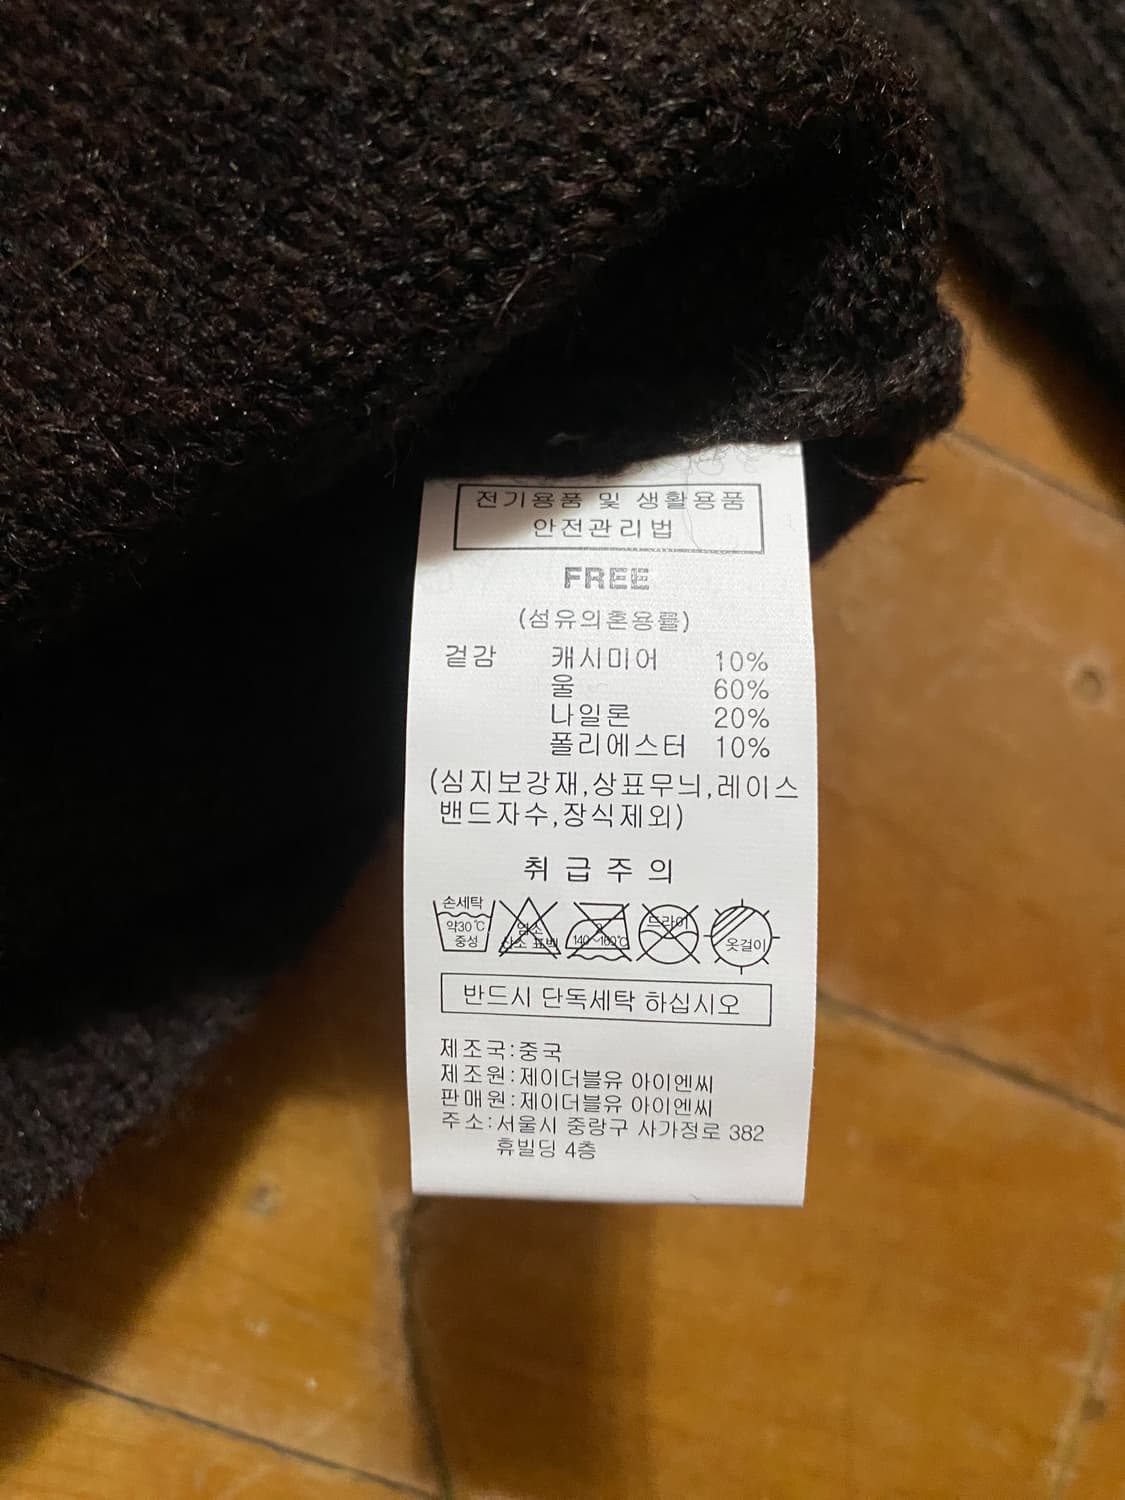 전기용품 및 생활용품
안전관리법
FREE
(섬유의혼용률)
겉감 캐시미어 10%
울 60%
나일론 20%
폴리에스터 10%
(심지보강재,상표무늬,레이스
밴드자수,장식제외)
취급주의
손세탁
약30℃
중성
염소
산소 표백
140~160℃
드라이
옷걸이
반드시 단독세탁 하십시오
제조국:중국
제조원:제이더블유 아이엔씨
판매원:제이더블유 아이엔씨
주소:서울시 중랑구 사가정로 382
휴빌딩 4층